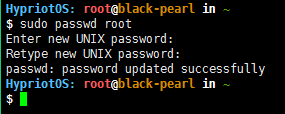 HypriotOS: root@black-pearl in ~
$ sudo passwd root
Enter new UNIX password:
Retype new UNIX password:
passwd: password updated successfully
HypriotOS: root@black-pearl in ~
$